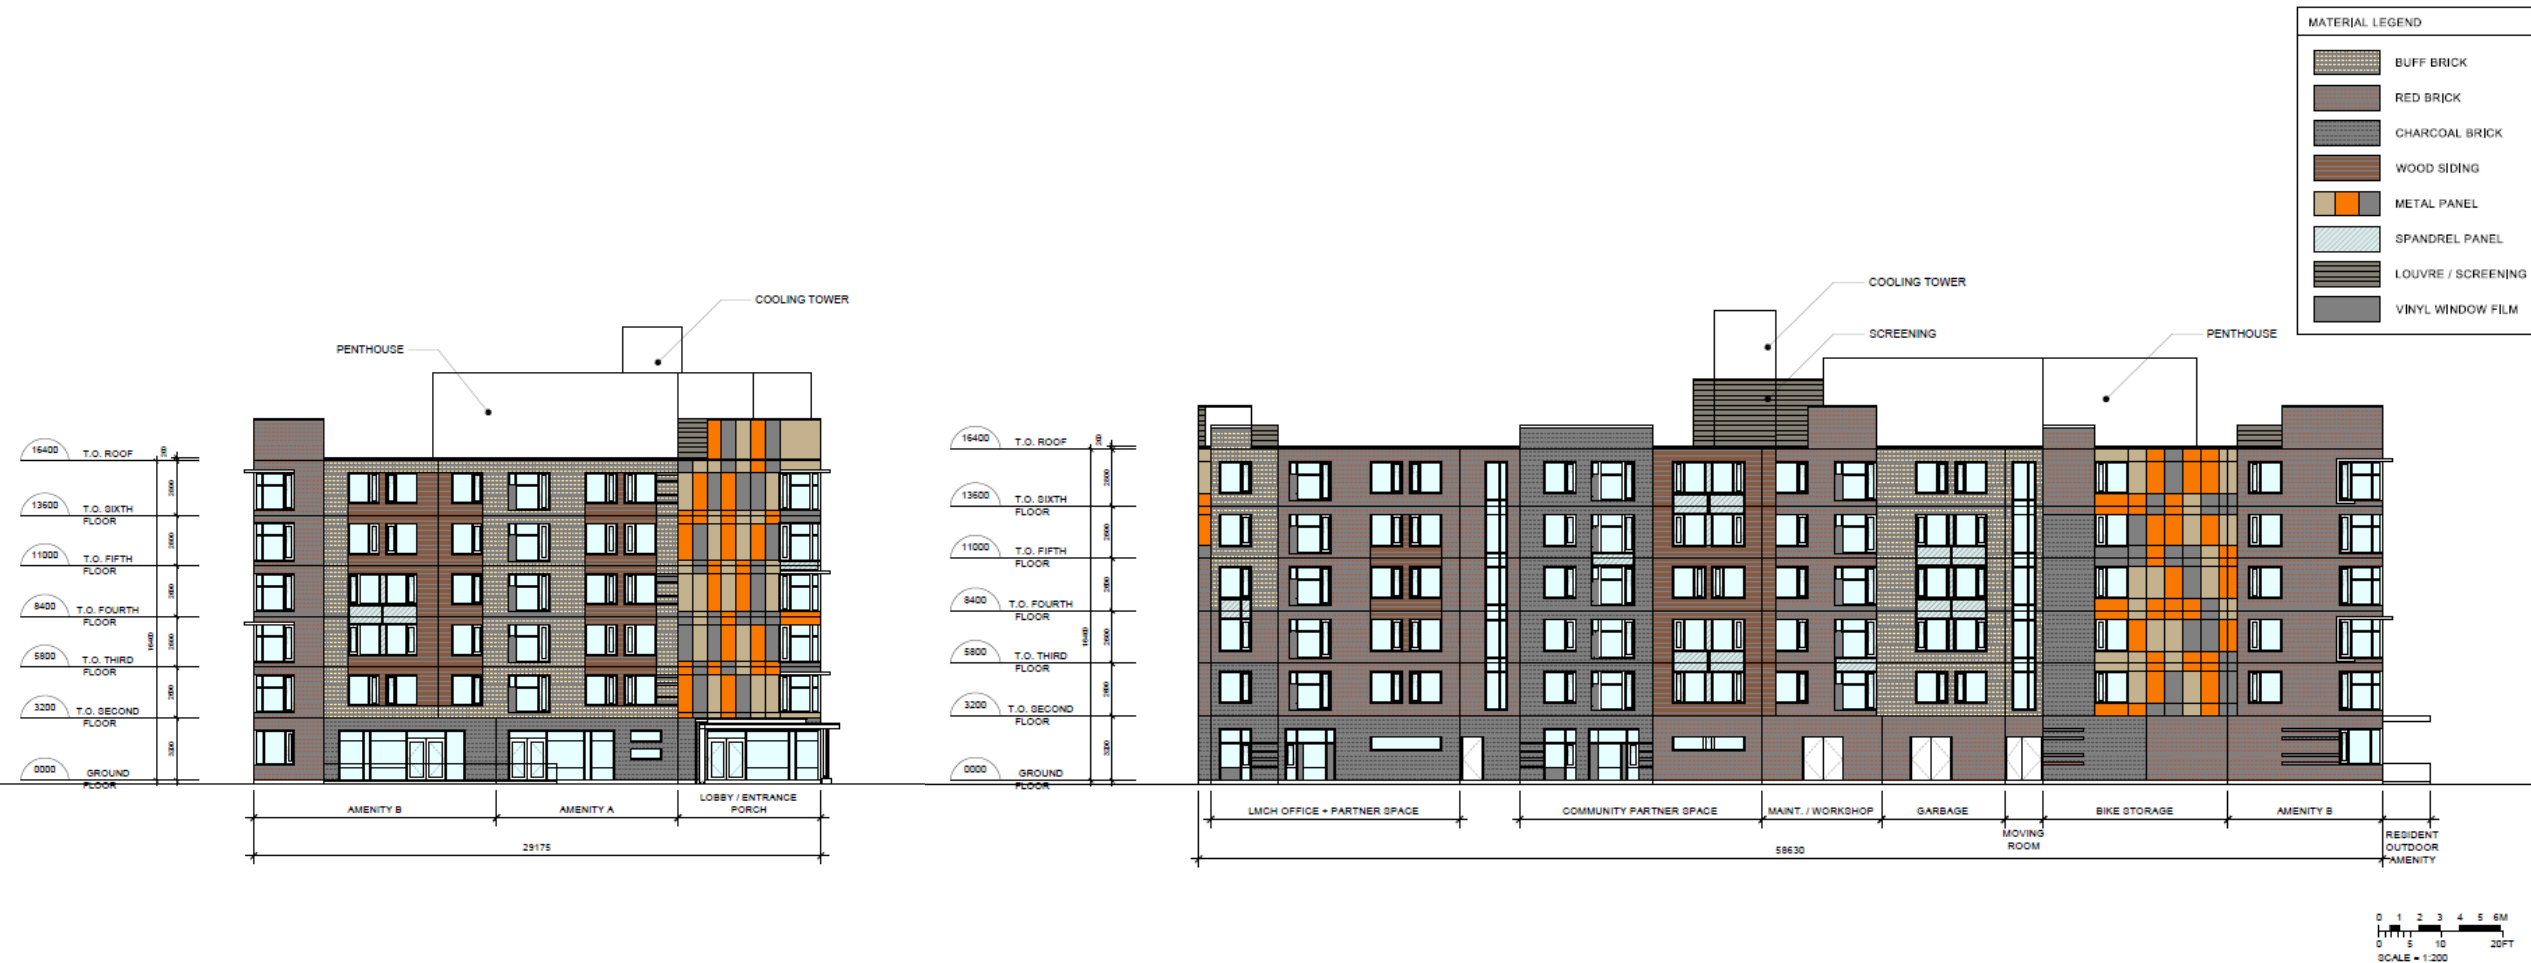 MATERIAL LEGEND
BUFF BRICK
RED BRICK
CHARCOAL BRICK
WOOD SIDING
METAL PANEL
SPANDREL PANEL
LOUVRE / SCREENING
VINYL WINDOW FILM
COOLING TOWER
PENTHOUSE
16400 T.O. ROOF
13600 T.O. SIXTH
FLOOR
11000 T.O. FIFTH
FLOOR
8400 T.O. FOURTH
FLOOR
5800 T.O. THIRD
FLOOR
3200 T.O. SECOND
FLOOR
0000 GROUND
FLOOR
16400
3200
AMENITY B
AMENITY A
LOBBY / ENTRANCE
PORCH
29175
COOLING TOWER
SCREENING
PENTHOUSE
16400 T.O. ROOF
13600 T.O. SIXTH
FLOOR
11000 T.O. FIFTH
FLOOR
8400 T.O. FOURTH
FLOOR
5800 T.O. THIRD
FLOOR
3200 T.O. SECOND
FLOOR
0000 GROUND
FLOOR
16400
3200
LMCH OFFICE + PARTNER SPACE
COMMUNITY PARTNER SPACE
MAINT. / WORKSHOP
GARBAGE
MOVING
ROOM
BIKE STORAGE
AMENITY B
RESIDENT
OUTDOOR
AMENITY
58630
0 1 2 3 4 5 6M
0 5 10 20FT
SCALE = 1:200